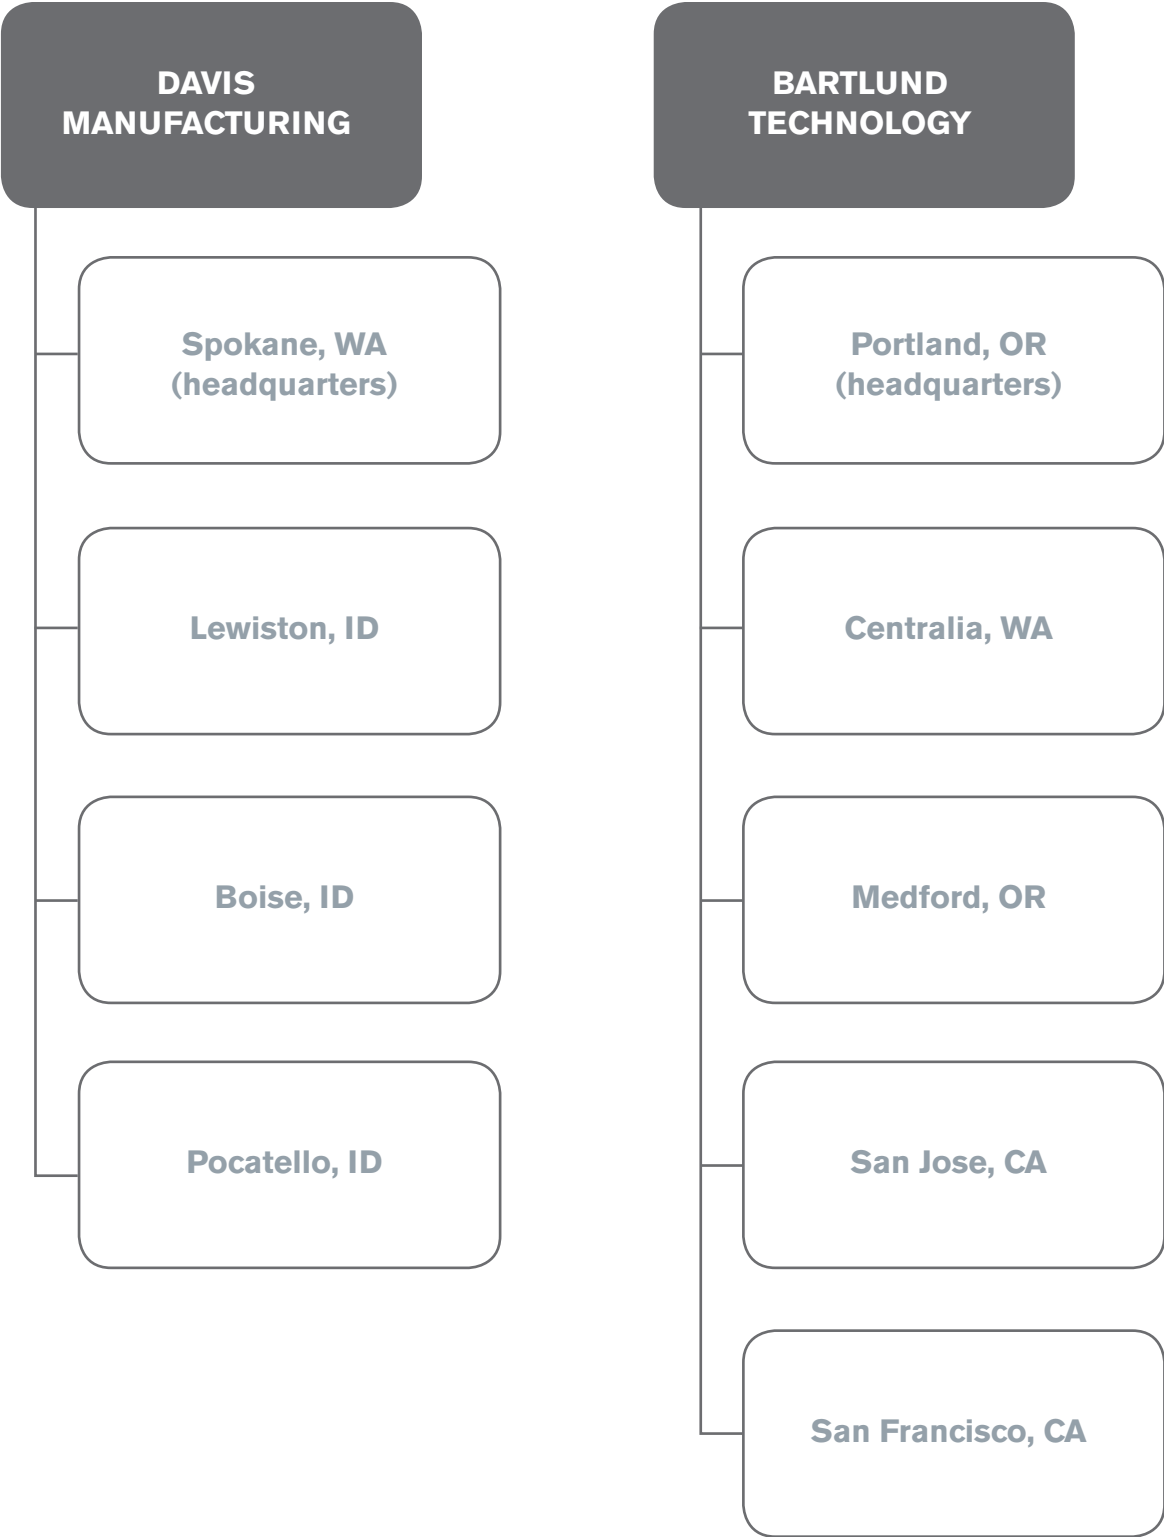 DAVIS
MANUFACTURING
Spokane, WA
(headquarters)
Lewiston, ID
Boise, ID
Pocatello, ID
BARTLUND
TECHNOLOGY
Portland, OR
(headquarters)
Centralia, WA
Medford, OR
San Jose, CA
San Francisco, CA